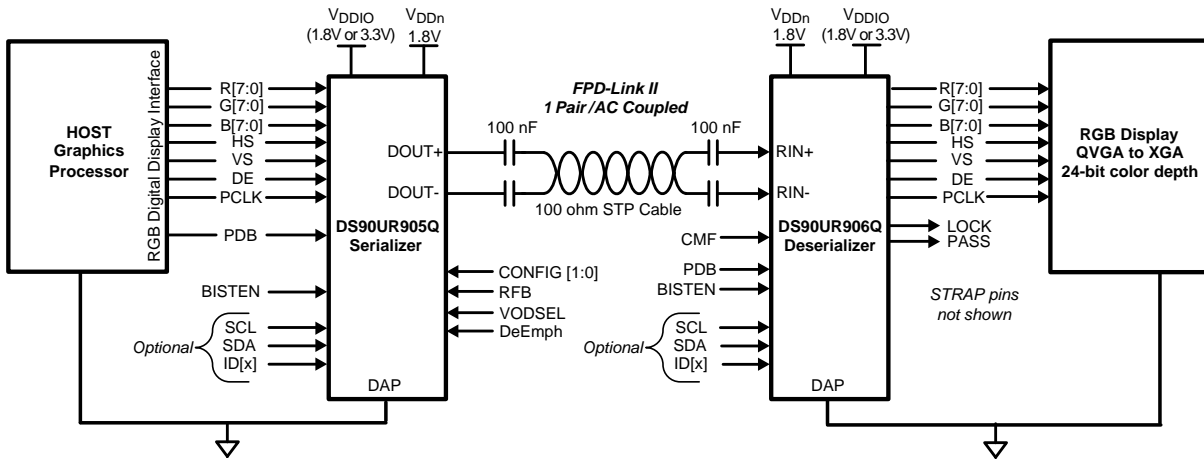 VDDIO
(1.8V or 3.3V)
VDDn
1.8V
VDDn
1.8V
VDDIO
(1.8V or 3.3V)
HOST
Graphics
Processor
RGB Digital Display Interface
R[7:0]
G[7:0]
B[7:0]
HS
VS
DE
PCLK
PDB
BISTEN
Optional
SCL
SDA
ID[x]
DOUT+
DOUT-
DS90UR905Q
Serializer
DAP
FPD-Link II
1 Pair /AC Coupled
100 nF
100 nF
100 ohm STP Cable
CONFIG [1:0]
RFB
VODSEL
DeEmph
CMF
PDB
BISTEN
Optional
SCL
SDA
ID[x]
RIN+
RIN-
DS90UR906Q
Deserializer
DAP
R[7:0]
G[7:0]
B[7:0]
HS
VS
DE
PCLK
LOCK
PASS
STRAP pins
not shown
RGB Display
QVGA to XGA
24-bit color depth